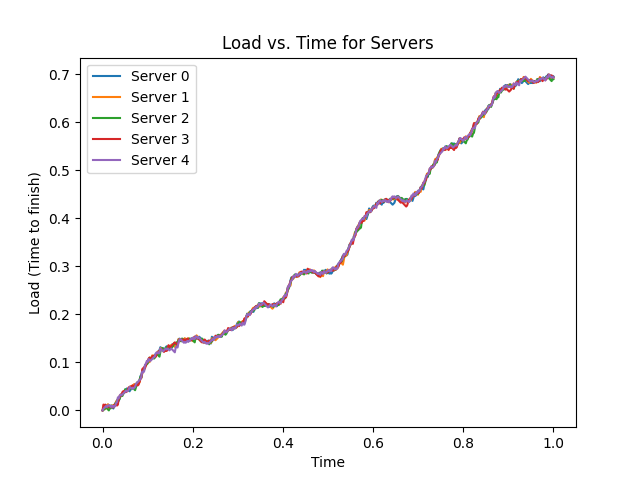 Load vs. Time for Servers
Server 0
Server 1
Server 2
Server 3
Server 4
Load (Time to finish)
0.7
0.6
0.5
0.4
0.3
0.2
0.1
0.0
0.0 0.2 0.4 0.6 0.8 1.0
Time